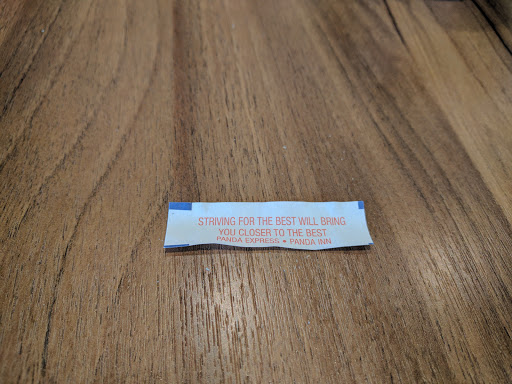 STRIVING FOR THE BEST WILL BRING
YOU CLOSER TO THE BEST
PANDA EXPRESS • PANDA INN